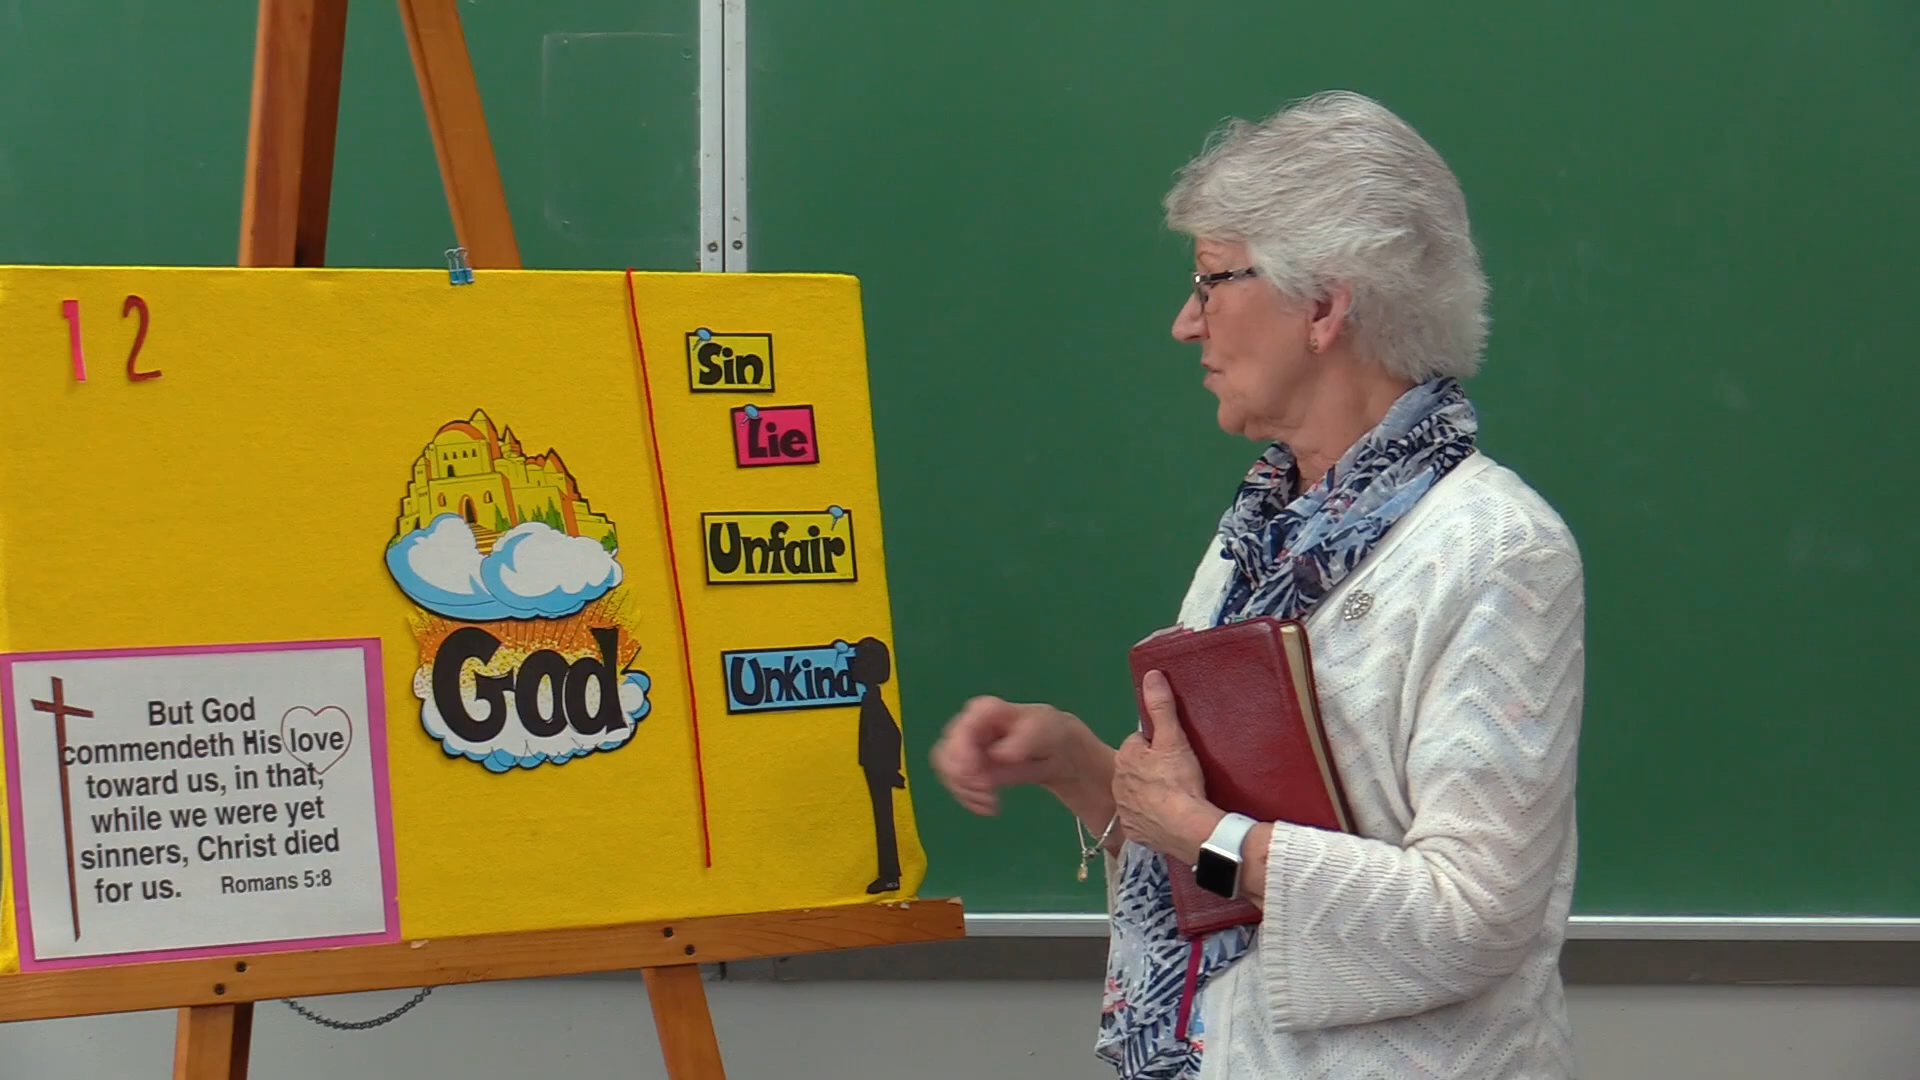 1 2
Sin
Lie
Unfair
God
Unkind
But God
commendeth His love
toward us, in that,
while we were yet
sinners, Christ died
for us. Romans 5:8